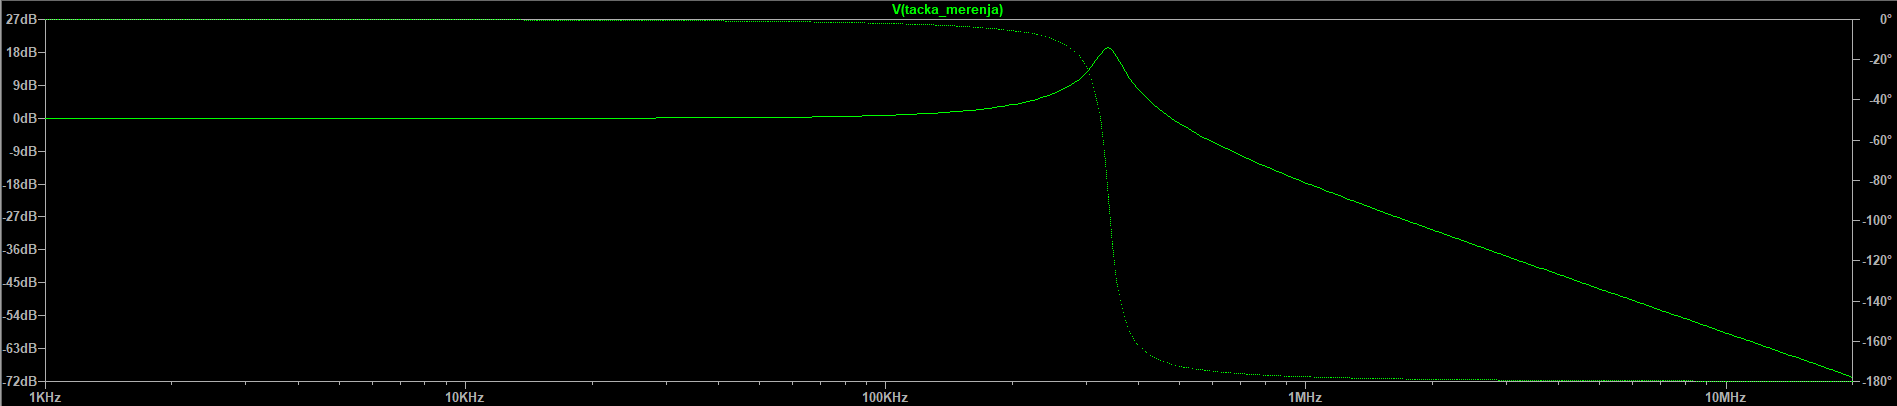 V(tacka_merenja)
27dB
18dB
9dB
0dB
-9dB
-18dB
-27dB
-36dB
-45dB
-54dB
-63dB
-72dB
0°
-20°
-40°
-60°
-80°
-100°
-120°
-140°
-160°
-180°
1KHz 10KHz 100KHz 1MHz 10MHz